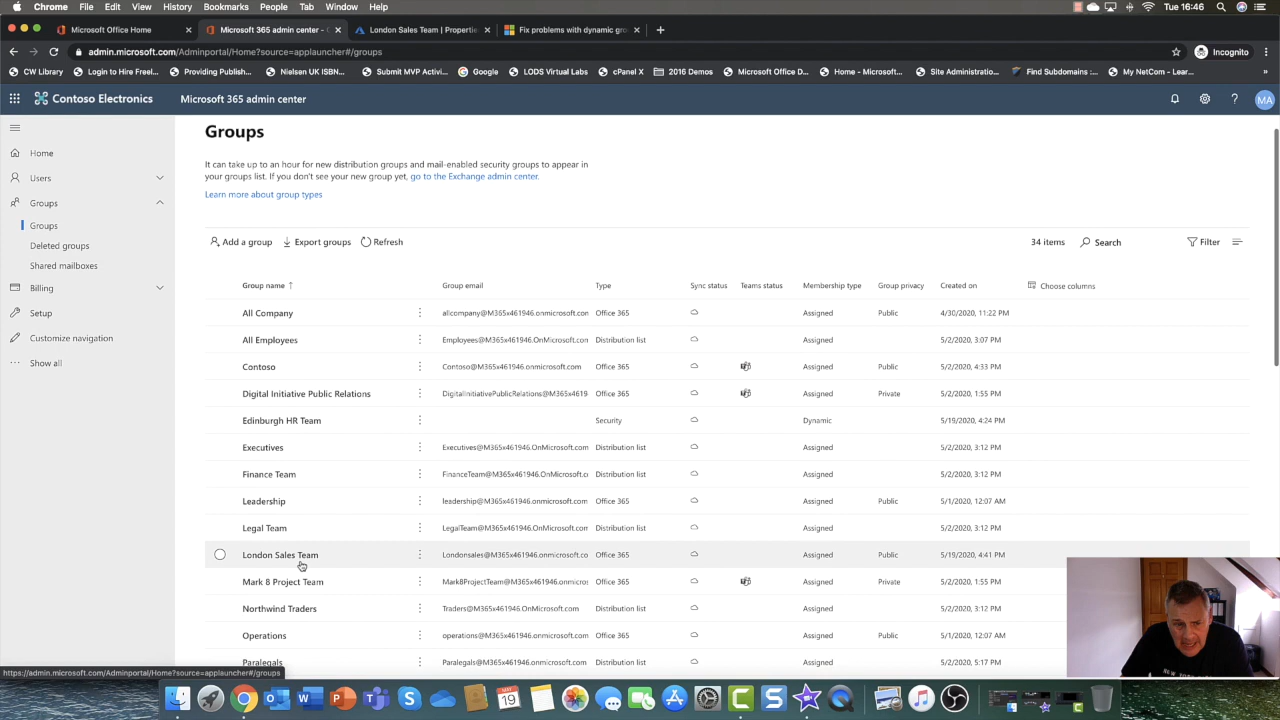 Chrome File Edit View History Bookmarks People Tab Window Help
Microsoft Office Home
Microsoft 365 admin center -
London Sales Team | Propertie
Fix problems with dynamic gro
admin.microsoft.com/Adminportal/Home?source=applauncher#/groups
Incognito
CW Library
Login to Hire Freel...
Providing Publish...
Nielsen UK ISBN...
Submit MVP Activi...
Google
LODS Virtual Labs
cPanel X
2016 Demos
Microsoft Office D...
Home - Microsoft...
Site Administratio...
Find Subdomains :...
My NetCom - Lear...
Contoso Electronics
Microsoft 365 admin center
MA
Home
Users
Groups
Groups
Deleted groups
Shared mailboxes
Billing
Setup
Customize navigation
Show all
Groups
It can take up to an hour for new distribution groups and mail-enabled security groups to appear in
your groups list. If you don't see your new group yet, go to the Exchange admin center.
Learn more about group types
Add a group Export groups Refresh 34 items Search Filter
Group name ↑ Group email Type Sync status Teams status Membership type Group privacy Created on Choose columns
All Company allcompany@M365x461946.onmicrosoft.con Office 365 Assigned Public 4/30/2020, 11:22 PM
All Employees Employees@M365x461946.OnMicrosoft.con Distribution list Assigned 5/2/2020, 3:07 PM
Contoso Contoso@M365x461946.onmicrosoft.com Office 365 Assigned Public 5/2/2020, 4:33 PM
Digital Initiative Public Relations DigitalInitiativePublicRelations@M365x4619 Office 365 Assigned Private 5/2/2020, 1:55 PM
Edinburgh HR Team Security Dynamic 5/19/2020, 4:24 PM
Executives Executives@M365x461946.OnMicrosoft.com Distribution list Assigned 5/2/2020, 3:12 PM
Finance Team FinanceTeam@M365x461946.OnMicrosoft.c Distribution list Assigned 5/2/2020, 3:12 PM
Leadership leadership@M365x461946.onmicrosoft.com Office 365 Assigned Public 5/1/2020, 12:07 AM
Legal Team LegalTeam@M365x461946.OnMicrosoft.com Distribution list Assigned 5/2/2020, 3:12 PM
London Sales Team Londonsales@M365x461946.onmicrosoft.co Office 365 Assigned Public 5/19/2020, 4:41 PM
Mark 8 Project Team Mark8ProjectTeam@M365x461946.onmicros Office 365 Assigned Private 5/2/2020, 1:55 PM
Northwind Traders Traders@M365x461946.OnMicrosoft.com Distribution list Assigned 5/2/2020, 3:12 PM
Operations operations@M365x461946.onmicrosoft.com Office 365 Assigned Public 5/1/2020, 12:07 AM
Paralegals Paralegals@M365x461946.onmicrosoft.com Distribution list Assigned 5/2/2020, 5:17 PM
https://admin.microsoft.com/Adminportal/Home?source=applauncher#/groups
MAY
19